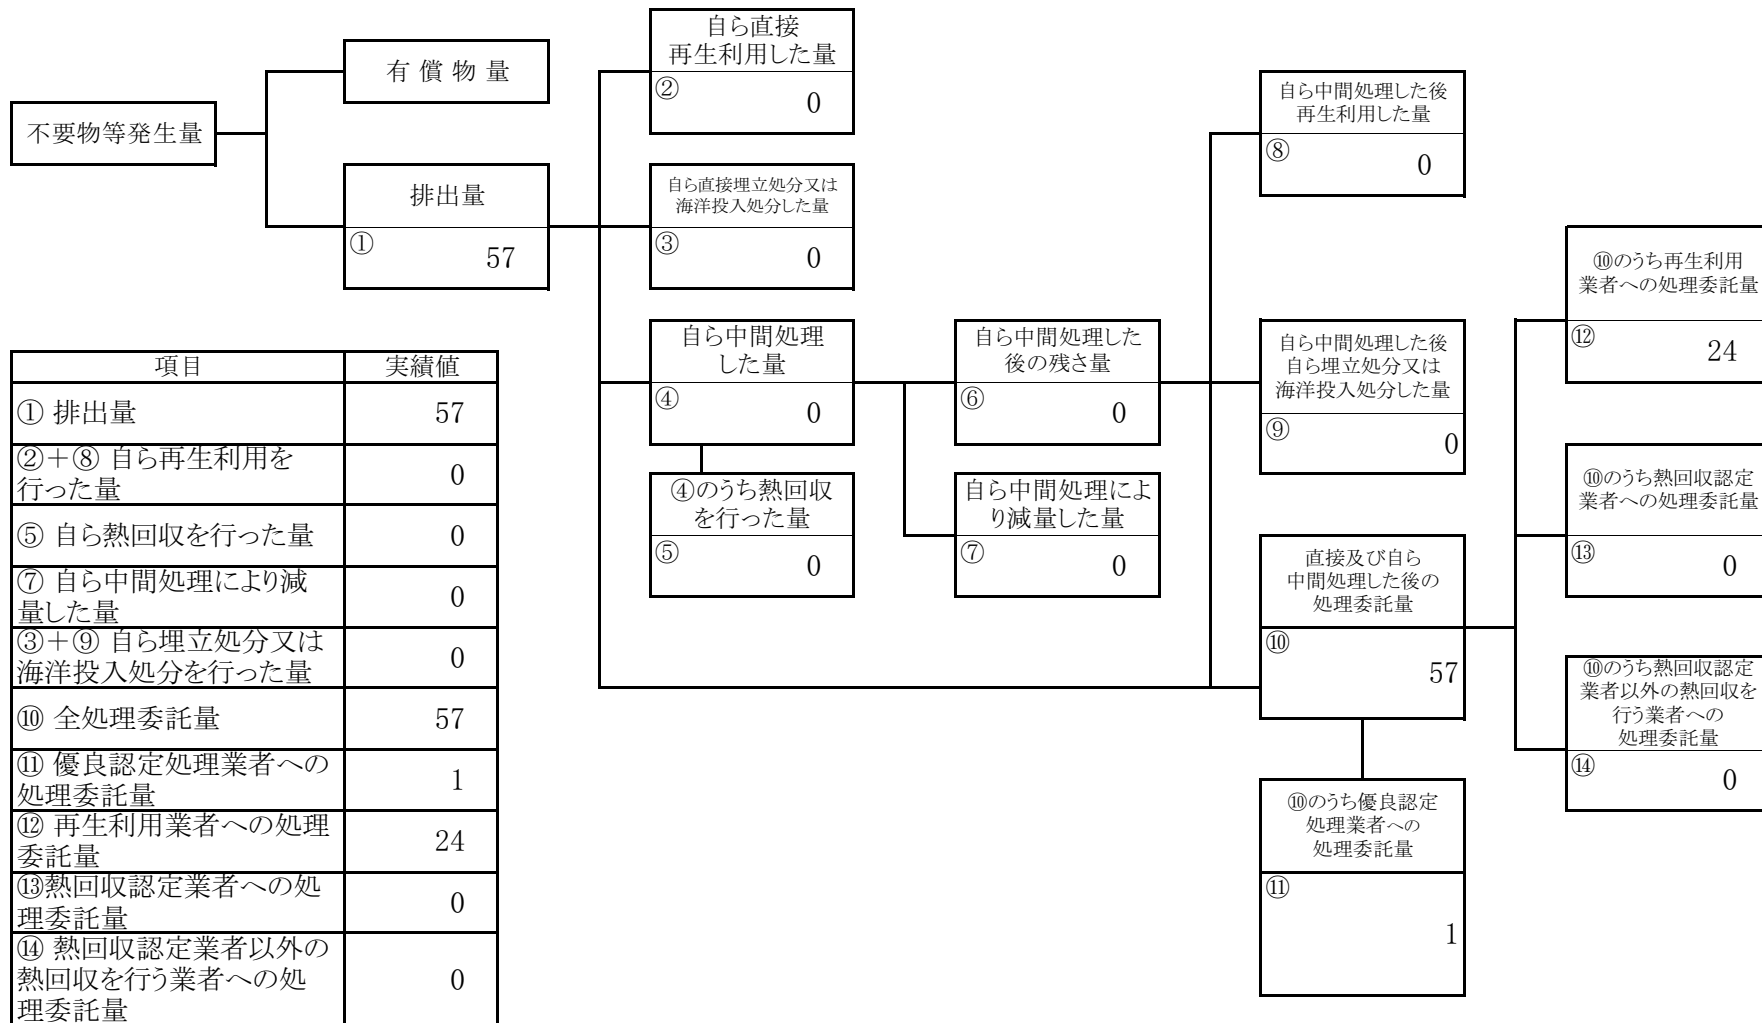 不要物等発生量
有 償 物 量
排出量
①
57
自ら直接
再生利用した量
②
0
自ら直接埋立処分又は
海洋投入処分した量
③
0
自ら中間処理
した量
④
0
④のうち熱回収
を行った量
⑤
0
自ら中間処理した
後の残さ量
⑥
0
自ら中間処理によ
り減量した量
⑦
0
自ら中間処理した後
再生利用した量
⑧
0
自ら中間処理した後
自ら埋立処分又は
海洋投入処分した量
⑨
0
直接及び自ら
中間処理した後の
処理委託量
⑩
57
⑩のうち優良認定
処理業者への
処理委託量
⑪
1
⑩のうち再生利用
業者への処理委託量
⑫
24
⑩のうち熱回収認定
業者への処理委託量
⑬
0
⑩のうち熱回収認定
業者以外の熱回収を
行う業者への
処理委託量
⑭
0
項目 実績値
① 排出量 57
②＋⑧ 自ら再生利用を
行った量 0
⑤ 自ら熱回収を行った量 0
⑦ 自ら中間処理により減
量した量 0
③＋⑨ 自ら埋立処分又は
海洋投入処分を行った量 0
⑩ 全処理委託量 57
⑪ 優良認定処理業者への
処理委託量 1
⑫ 再生利用業者への処理
委託量 24
⑬熱回収認定業者への処
理委託量 0
⑭ 熱回収認定業者以外の
熱回収を行う業者への処 0
理委託量